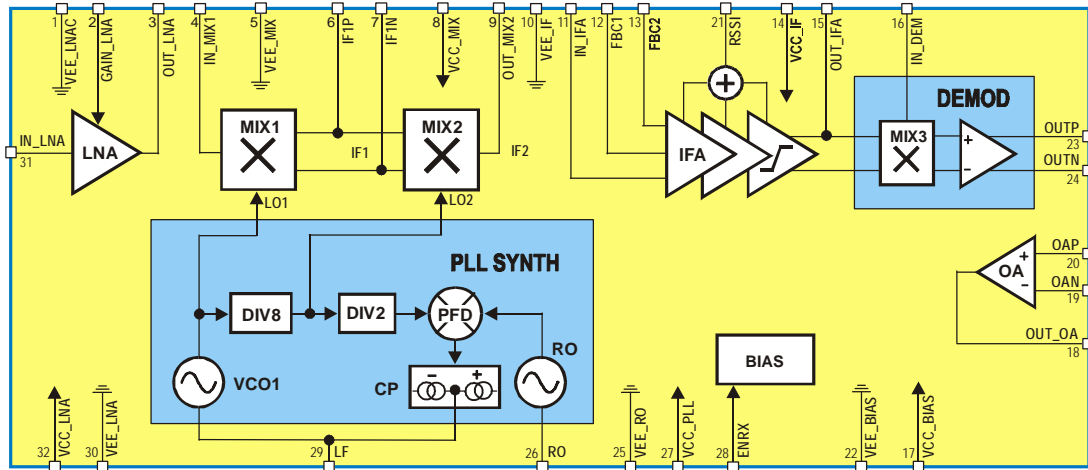 1 2 3 4 5 6 7 8 9 10 11 12 13 21 14 15 16
VEE_LNAC
GAIN_LNA
OUT_LNA
IN_MIX1
VEE_MIX
IF1P
IF1N
VCC_MIX
OUT_MIX2
VEE_IF
IN_IFA
FBC1
FBC2
RSSI
VCC_IF
OUT_IFA
IN_DEM
IN_LNA
31
LNA
MIX1
IF1
MIX2
IF2
LO1
LO2
IFA
+
DEMOD
MIX3
+
−
OUTP
23
OUTN
24
PLL SYNTH
DIV8
DIV2
PFD
VCO1
CP
−
+
RO
BIAS
OA
+
−
OAP
20
OAN
19
OUT_OA
18
32
VCC_LNA
30
VEE_LNA
29
LF
26
RO
25
VEE_RO
27
VCC_PLL
28
ENRX
22
VEE_BIAS
17
VCC_BIAS